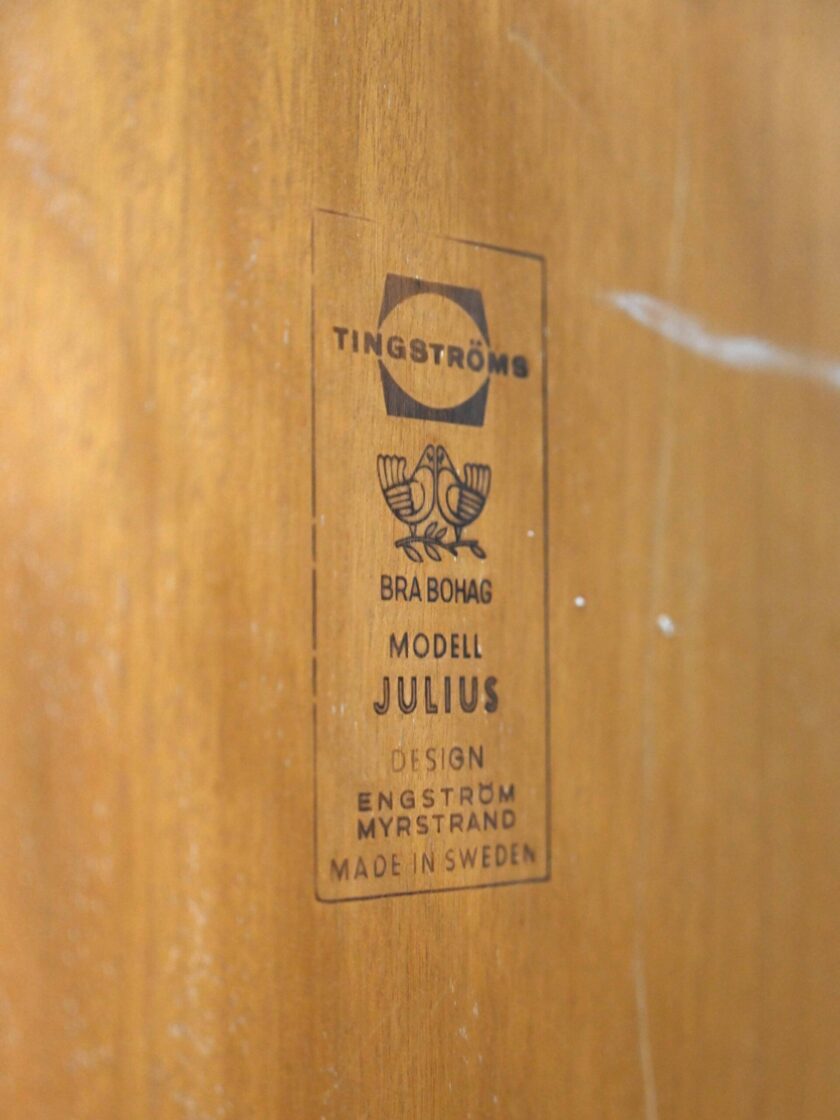 TINGSTRÖMS
BRA BOHAG
MODELL
JULIUS
DESIGN
ENGSTRÖM
MYRSTRAND
MADE IN SWEDEN